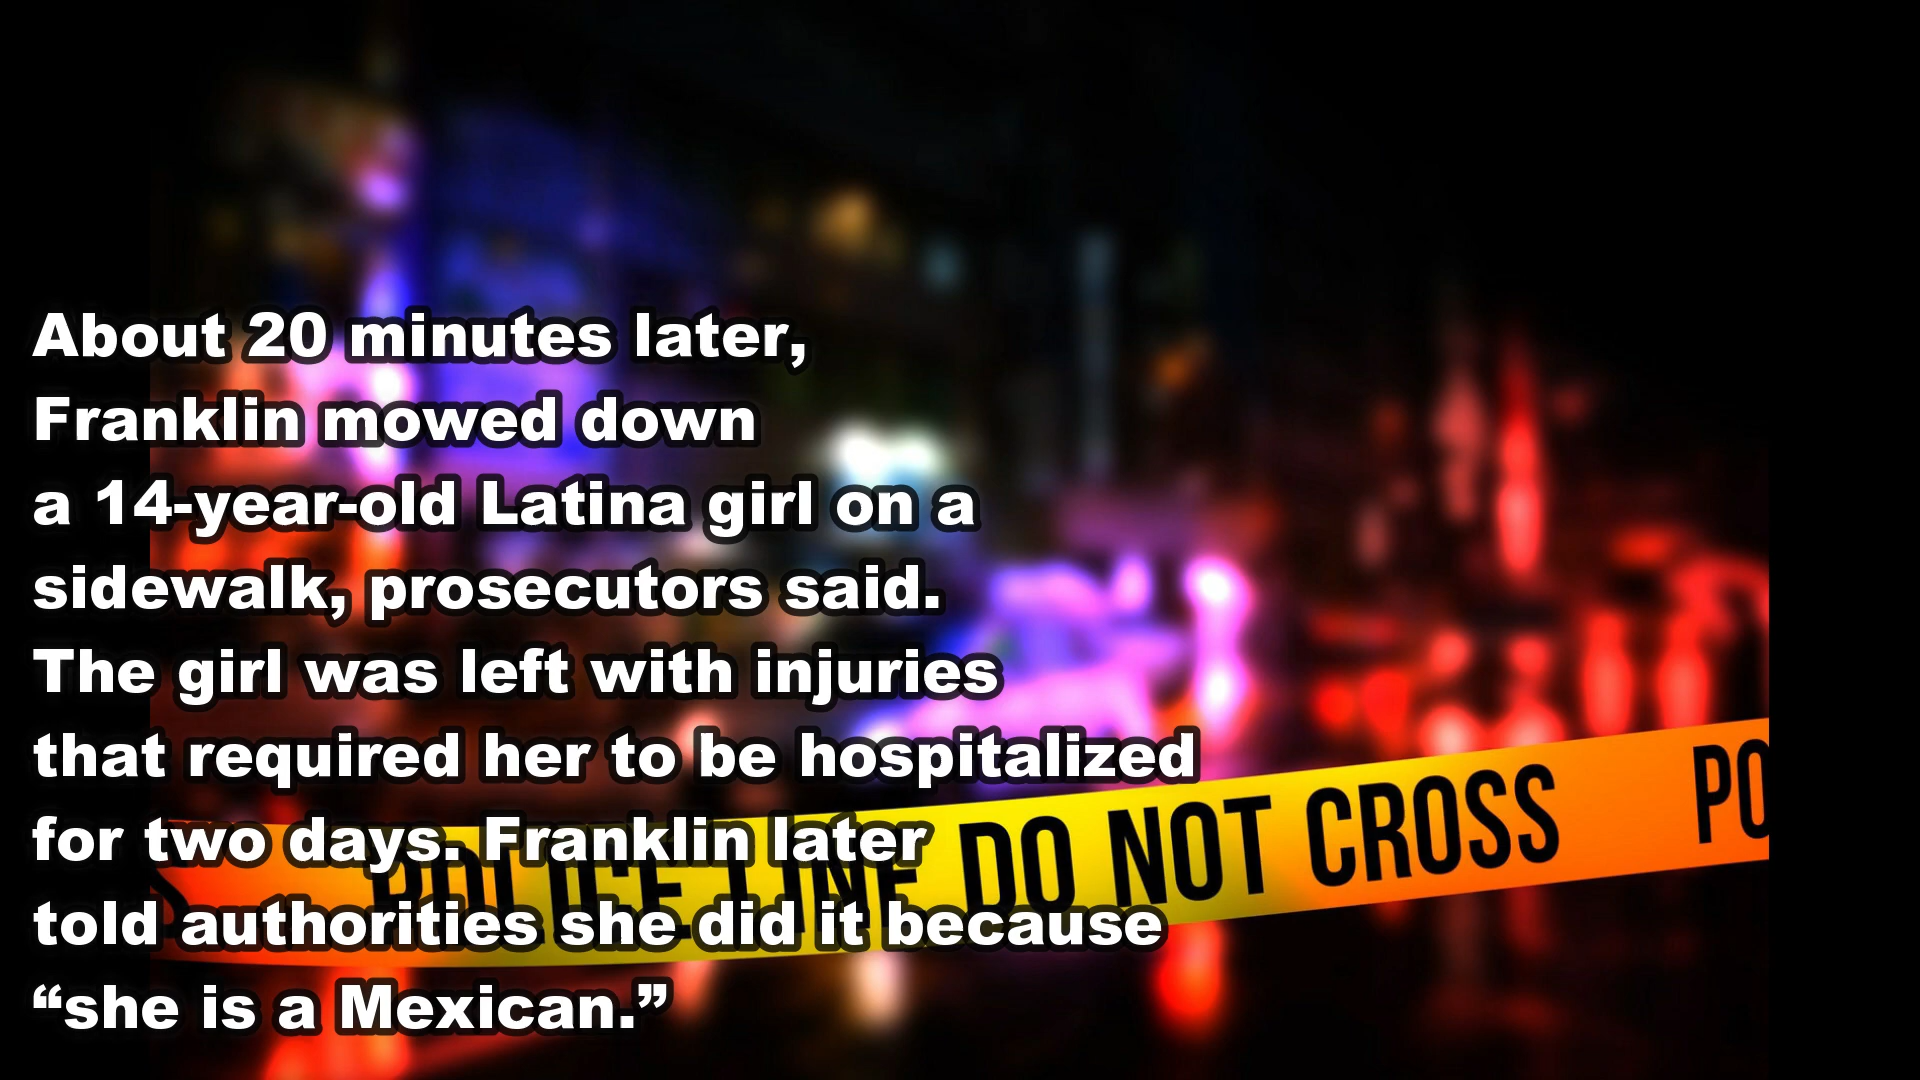 About 20 minutes later,
Franklin mowed down
a 14-year-old Latina girl on a
sidewalk, prosecutors said.
The girl was left with injuries
that required her to be hospitalized
for two days. Franklin later
told authorities she did it because
“she is a Mexican.”
POLICE LINE DO NOT CROSS